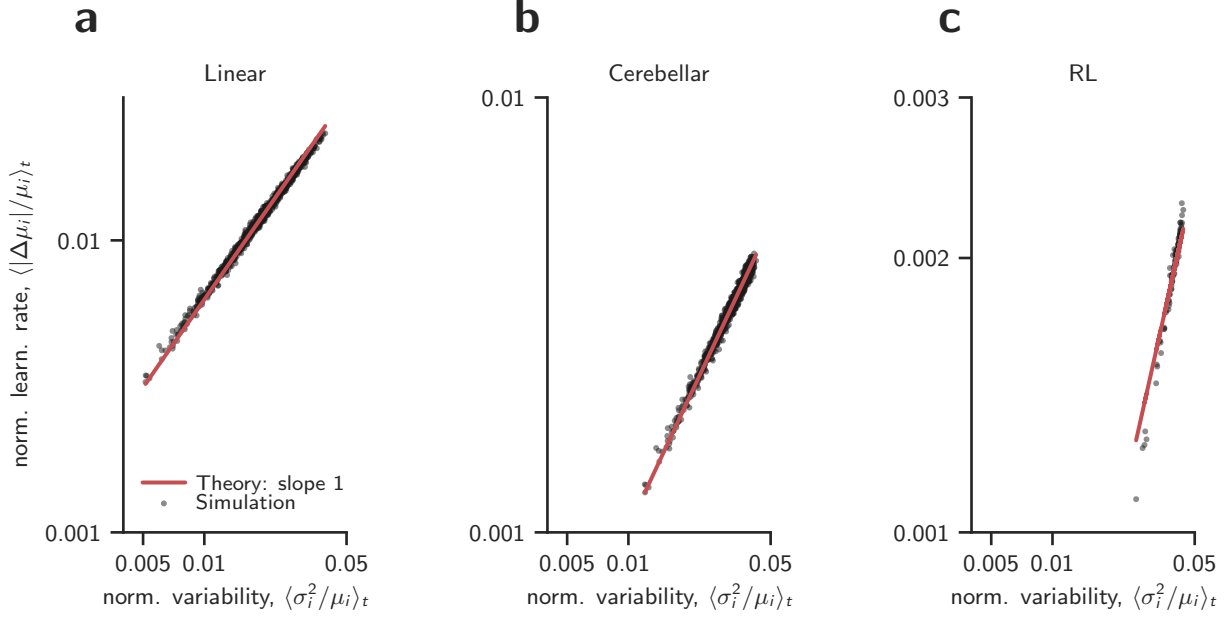 a
Linear
norm. learn. rate, ⟨|Δμᵢ|/μᵢ⟩ₜ
0.01
0.001
Theory: slope 1
Simulation
0.005
0.01
0.05
norm. variability, ⟨σᵢ²/μᵢ⟩ₜ
b
Cerebellar
0.01
0.001
0.005
0.01
0.05
norm. variability, ⟨σᵢ²/μᵢ⟩ₜ
c
RL
0.003
0.002
0.001
0.005
0.01
0.05
norm. variability, ⟨σᵢ²/μᵢ⟩ₜ